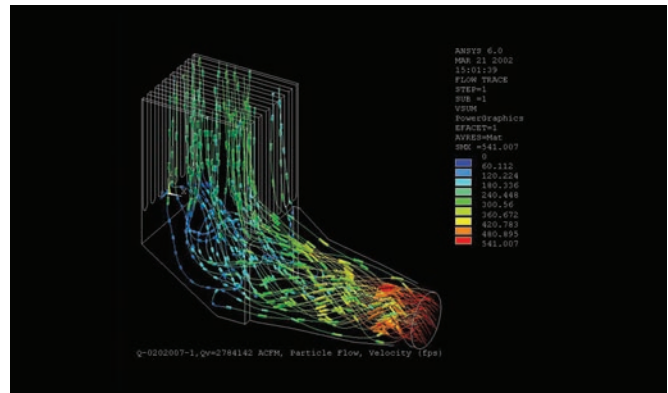 ANSYS 6.0
MAR 21 2002
15:01:39
FLOW TRACE
STEP=1
SUB =1
VSUM
PowerGraphics
EFACET=1
AVRES=Mat
SMX =541.007
0
60.112
120.224
180.336
240.448
300.56
360.672
420.783
480.895
541.007
Q-0202007-1,Qv=2784142 ACFM, Particle Flow, Velocity (fps)